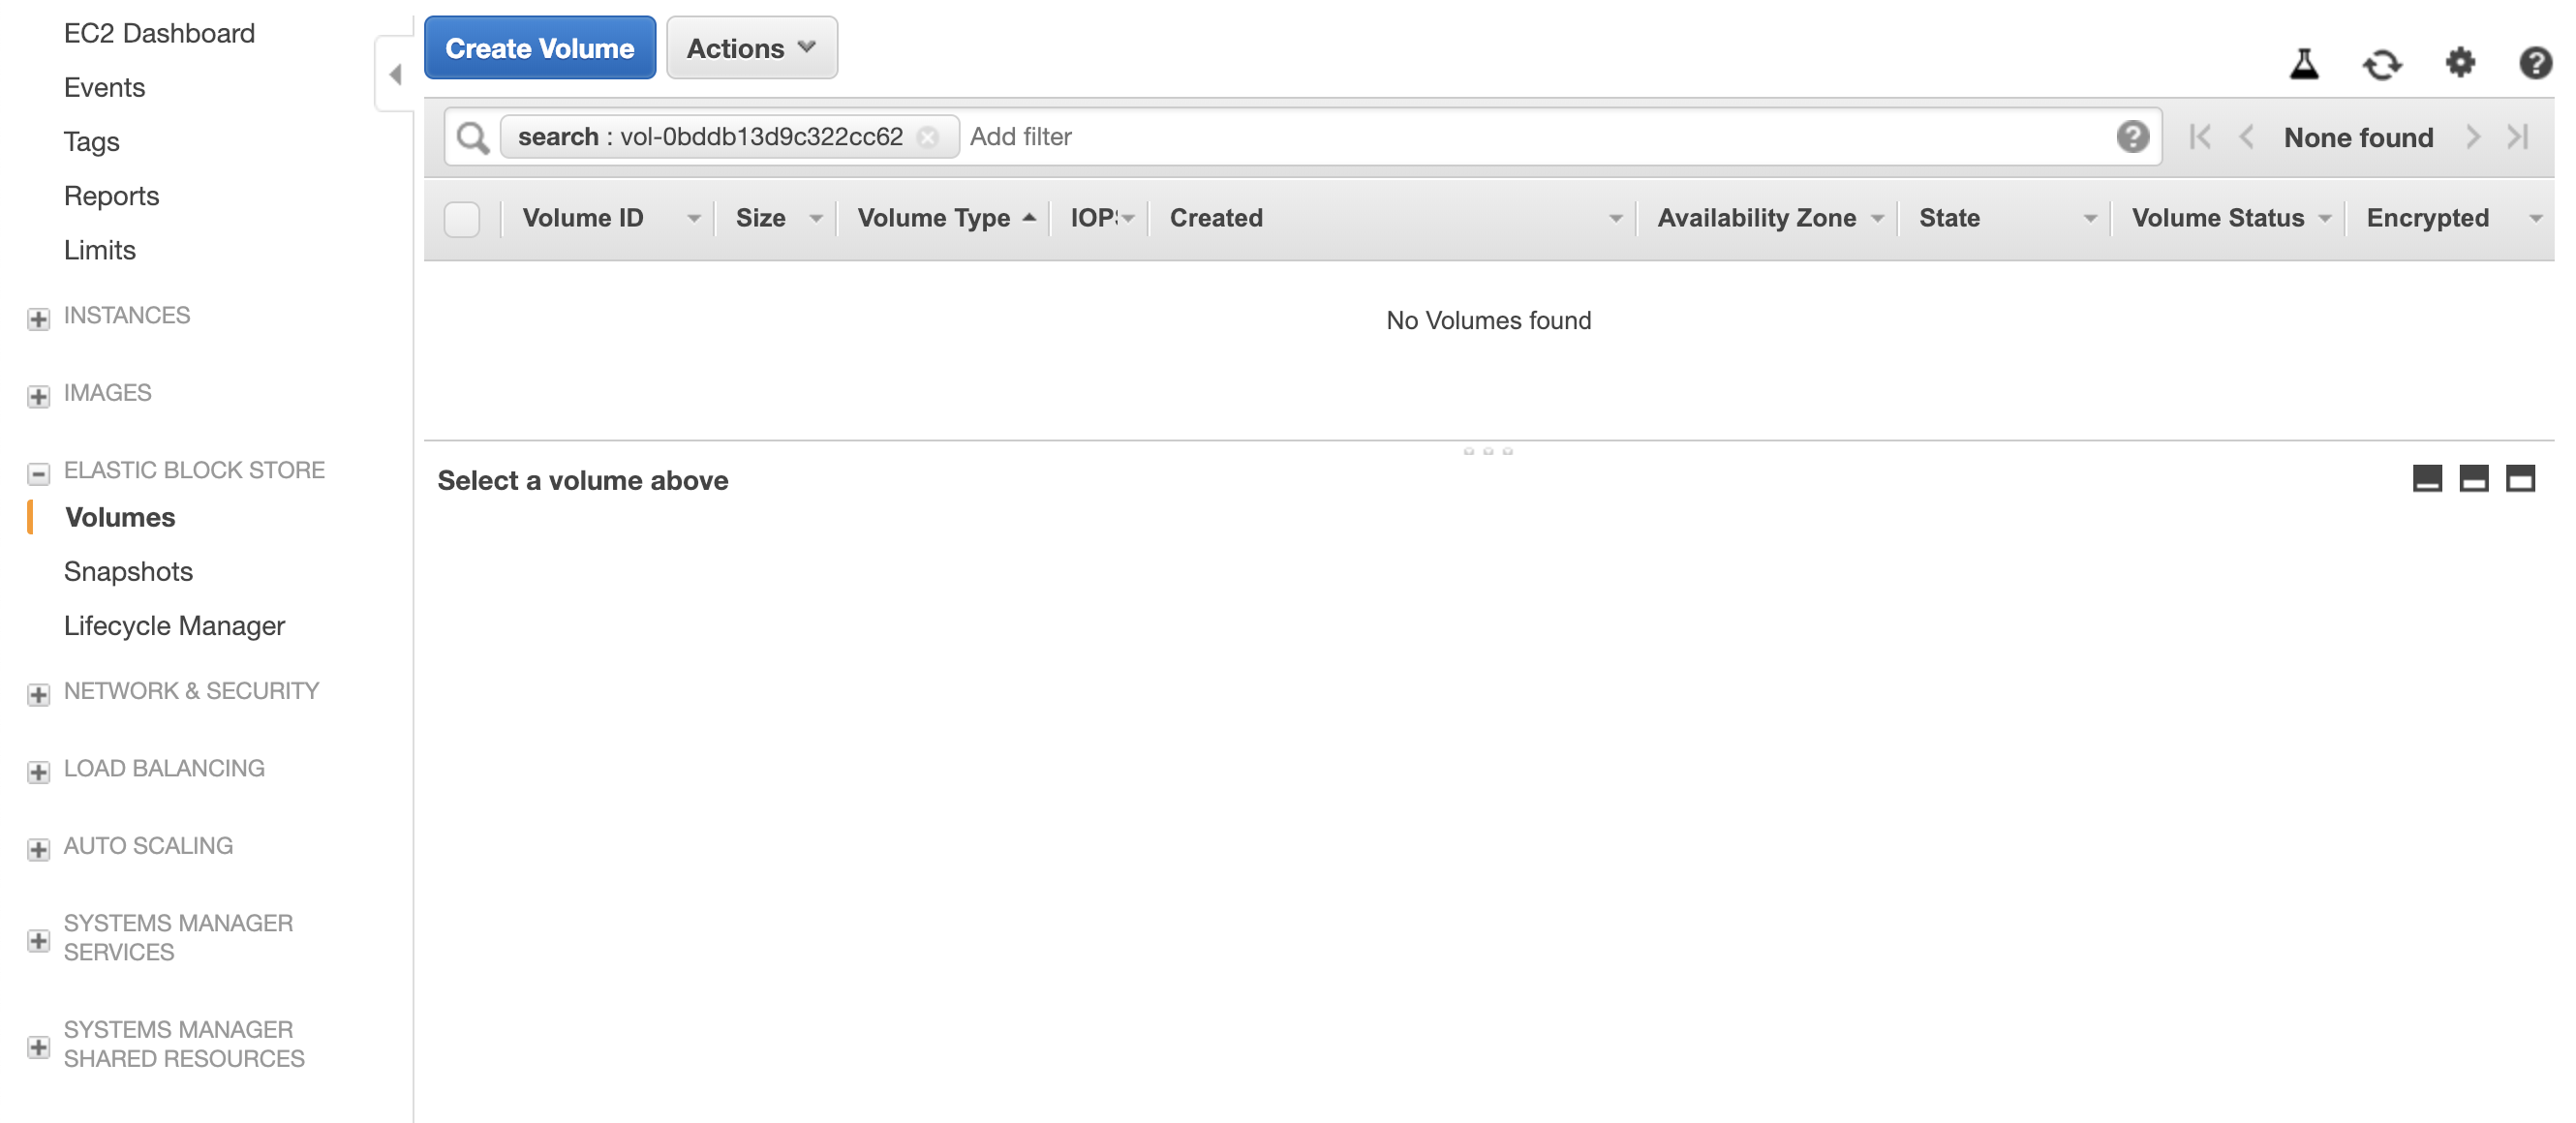 EC2 Dashboard
Events
Tags
Reports
Limits
INSTANCES
IMAGES
ELASTIC BLOCK STORE
Volumes
Snapshots
Lifecycle Manager
NETWORK & SECURITY
LOAD BALANCING
AUTO SCALING
SYSTEMS MANAGER
SERVICES
SYSTEMS MANAGER
SHARED RESOURCES
Create Volume Actions
search : vol-0bddb13d9c322cc62 Add filter None found
Volume ID Size Volume Type IOPS Created Availability Zone State Volume Status Encrypted
No Volumes found
Select a volume above